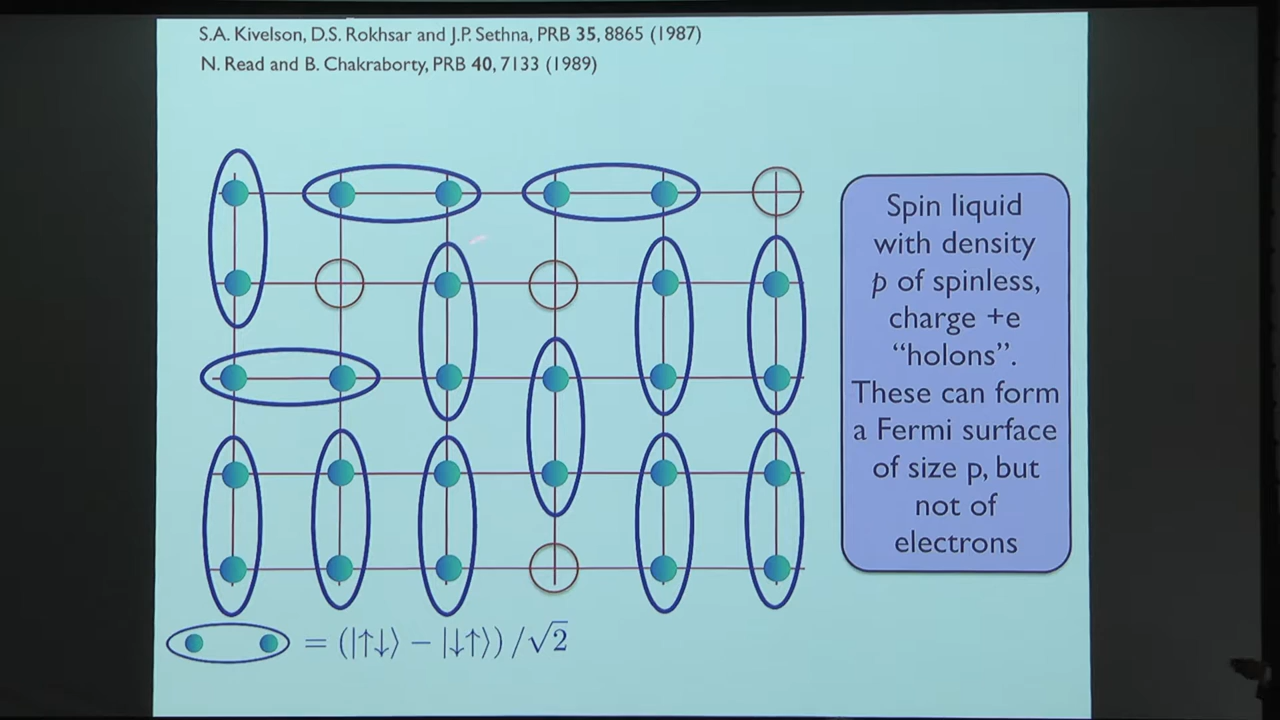 S.A. Kivelson, D.S. Rokhsar and J.P. Sethna, PRB 35, 8865 (1987)
N. Read and B. Chakraborty, PRB 40, 7133 (1989)
Spin liquid
with density
p of spinless,
charge +e
“holons”.
These can form
a Fermi surface
of size p, but
not of
electrons
= (|↑↓⟩ − |↓↑⟩) /√2